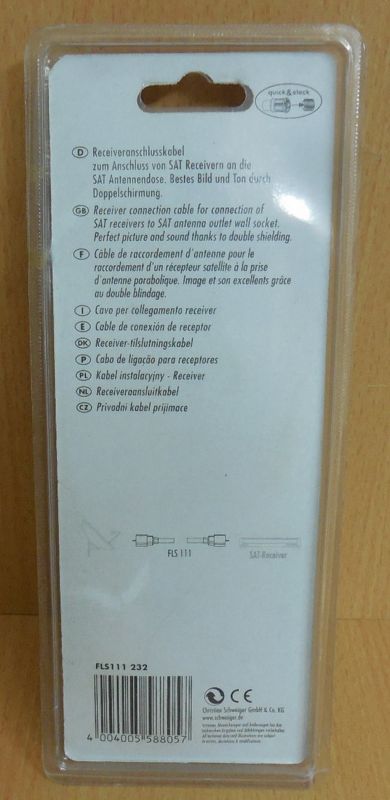 quick&steck
D Receiveranschlusskabel
zum Anschluss von SAT Receivern an die
SAT Antennendose. Bestes Bild und Ton durch
Doppelschirmung.
GB Receiver connection cable for connection of
SAT receivers to SAT antenna outlet wall socket.
Perfect picture and sound thanks to double shielding.
F Câble de raccordement d'antenne pour le
raccordement d'un récepteur satellite à la prise
d'antenne parabolique. Image et son excellents grâce
au double blindage.
I Cavo per collegamento receiver
E Cable de conexión de receptor
DK Receiver-tilslutningskabel
P Cabo de ligação para receptores
PL Kabel instalacyjny - Receiver
NL Receiveraansluitkabel
CZ Privodni kabel prijimace
FLS 111
SAT-Receiver
FLS111 232
4 004005 588057
CE
Christian Schwaiger GmbH & Co. KG
www.schwaiger.de